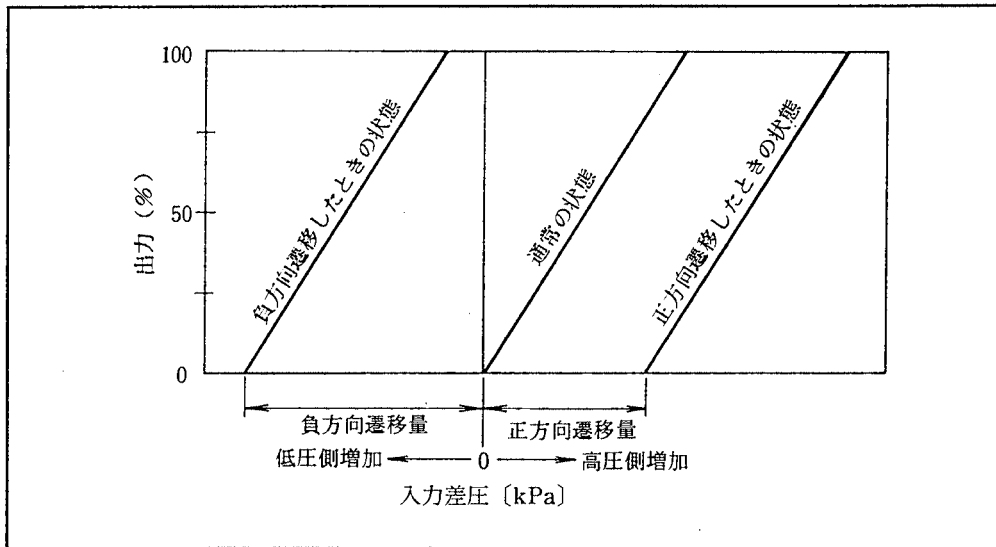 100
50
0
出力(%)
負方向遷移したときの状態
通常の状態
正方向遷移したときの状態
負方向遷移量
正方向遷移量
低圧側増加
0
高圧側増加
入力差圧〔kPa〕